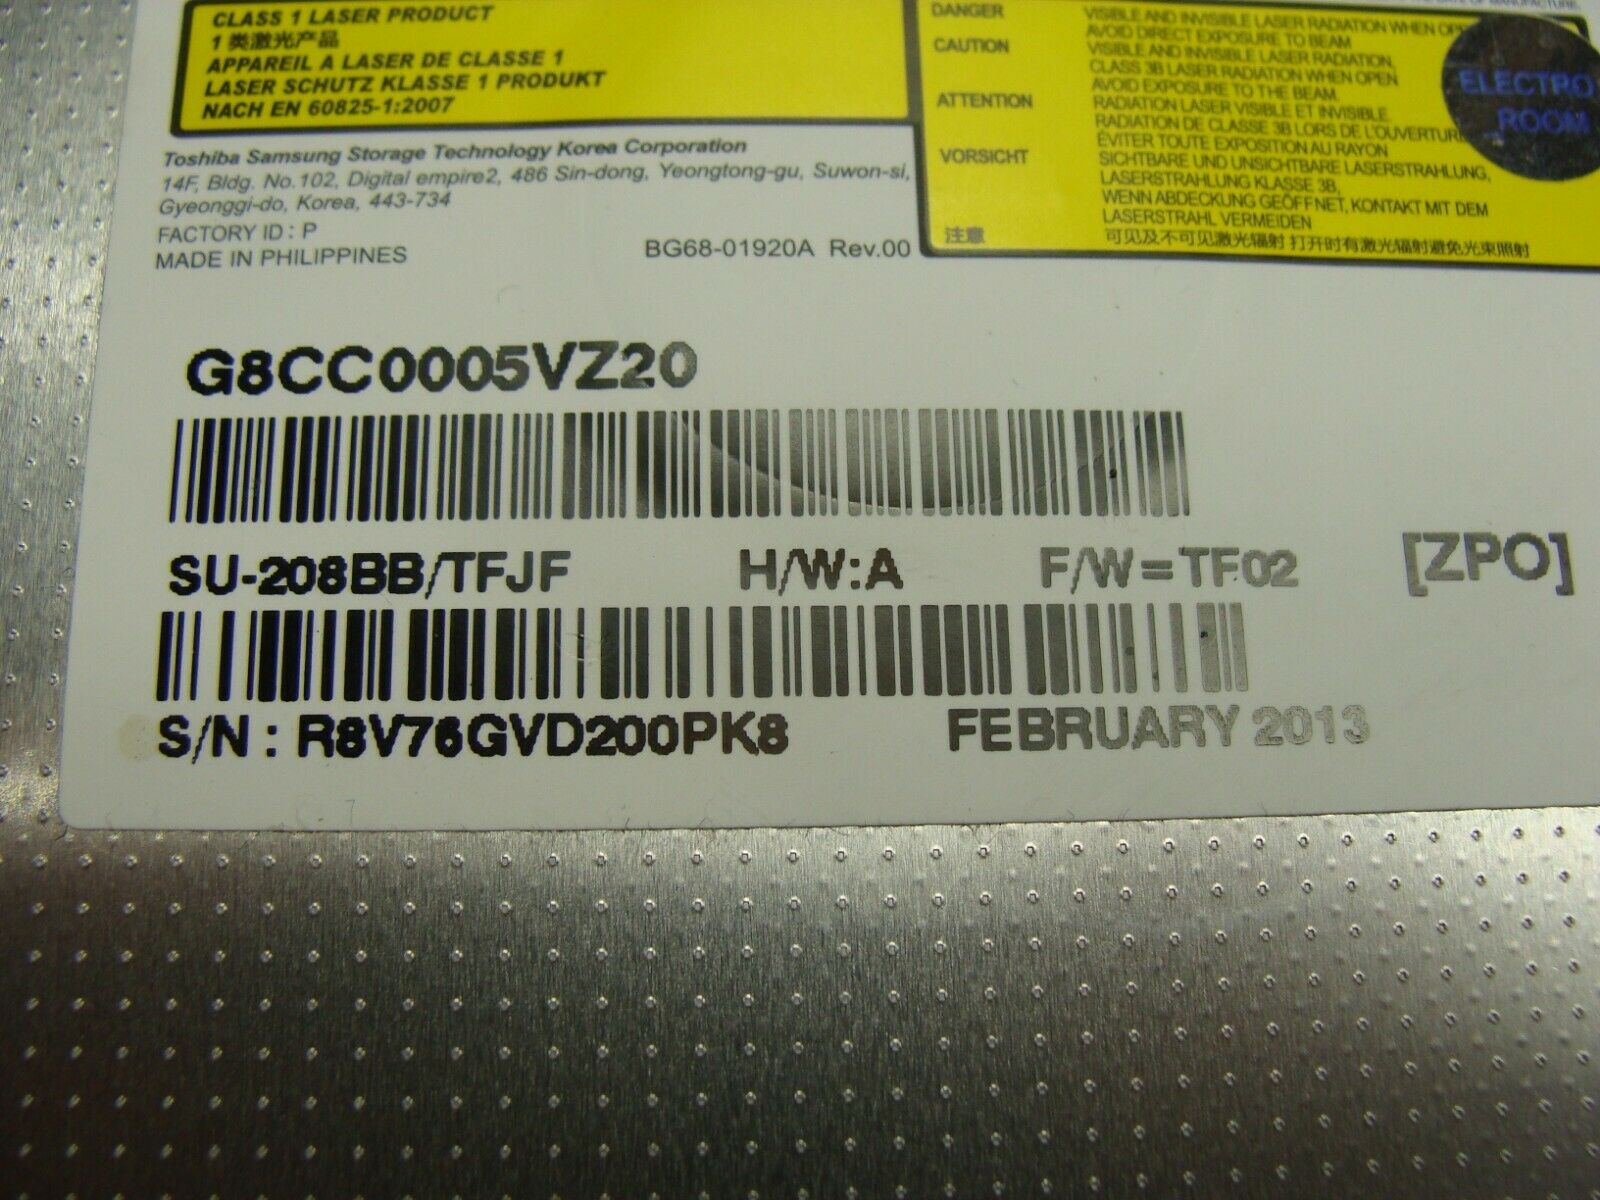 CLASS 1 LASER PRODUCT
1 类激光产品
APPAREIL A LASER DE CLASSE 1
LASER SCHUTZ KLASSE 1 PRODUKT
NACH EN 60825-1:2007
DANGER
VISIBLE AND INVISIBLE LASER RADIATION WHEN
AVOID DIRECT EXPOSURE TO BEAM
CAUTION
VISIBLE AND INVISIBLE LASER RADIATION,
CLASS 3B LASER RADIATION WHEN OPEN
AVOID EXPOSURE TO THE BEAM.
ATTENTION
RADIATION LASER VISIBLE ET INVISIBLE.
RADIATION DE CLASSE 3B LORS DE
ÉVITER TOUTE EXPOSITION AU RAYON
VORSICHT
SICHTBARE UND UNSICHTBARE LASERSTRAHLUNG,
LASERSTRAHLUNG KLASSE 3B,
WENN ABDECKUNG GEÖFFNET, KONTAKT MIT DEM
LASERSTRAHL VERMEIDEN
注意
可见及不可见激光辐射 打开时有激光辐射避免光束照射
ELECTRO
ROOM
Toshiba Samsung Storage Technology Korea Corporation
14F, Bldg. No.102, Digital empire2, 486 Sin-dong, Yeongtong-gu, Suwon-si,
Gyeonggi-do, Korea, 443-734
FACTORY ID : P
MADE IN PHILIPPINES
BG68-01920A Rev.00
G8CC0005VZ20
SU-208BB/TFJF H/W:A F/W=TF02 [ZPO]
S/N : R8V76GVD200PK8 FEBRUARY 2013